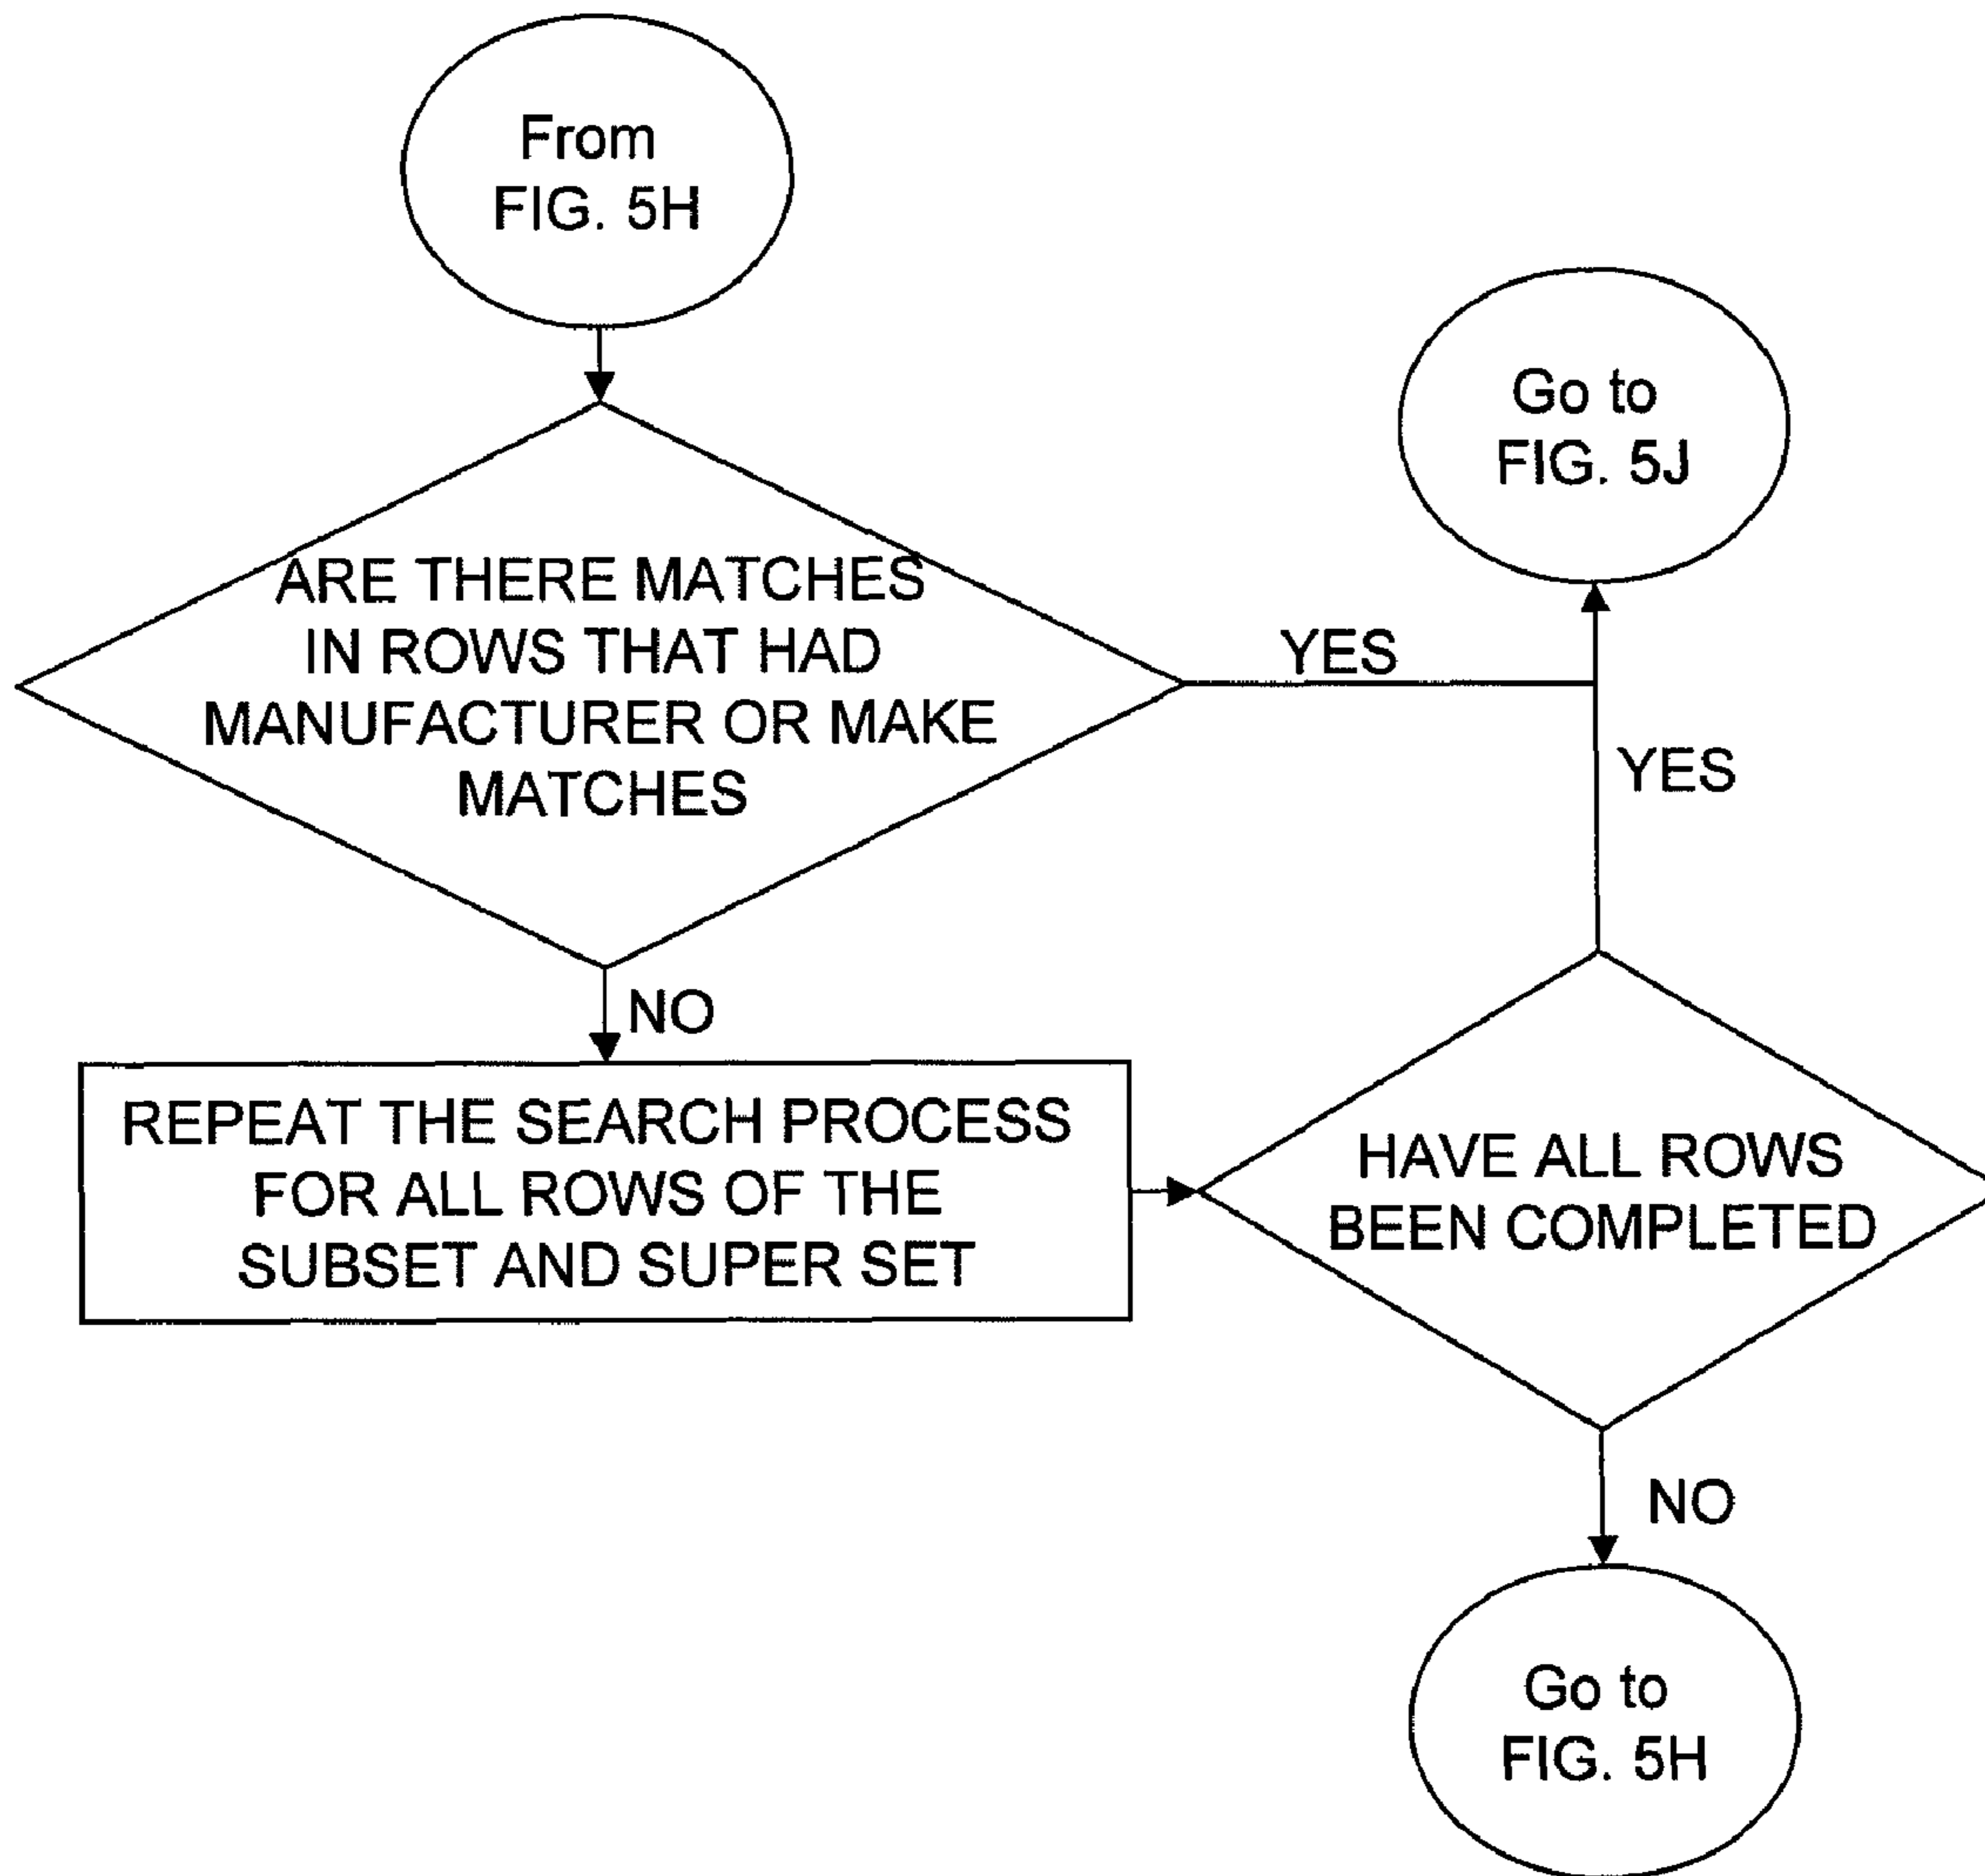 From
FIG. 5H
ARE THERE MATCHES
IN ROWS THAT HAD
MANUFACTURER OR MAKE
MATCHES
YES
Go to
FIG. 5J
YES
NO
REPEAT THE SEARCH PROCESS
FOR ALL ROWS OF THE
SUBSET AND SUPER SET
HAVE ALL ROWS
BEEN COMPLETED
NO
Go to
FIG. 5H